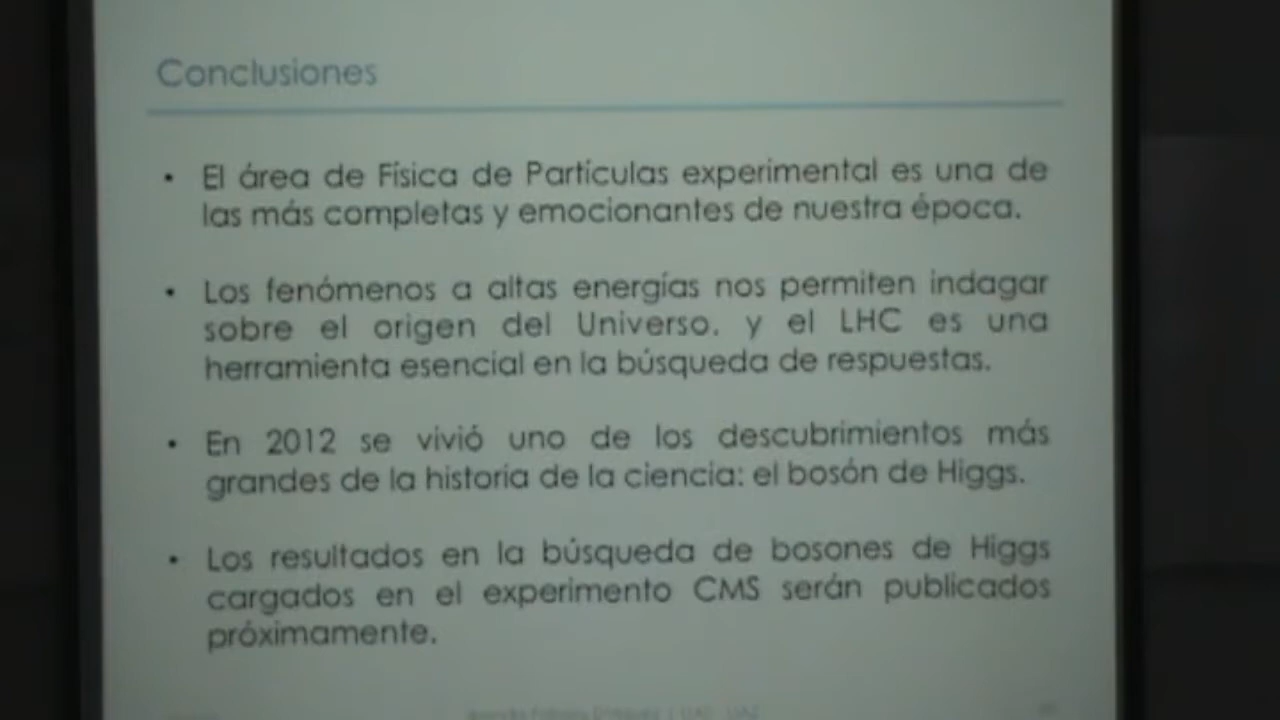 Conclusiones
• El área de Física de Partículas experimental es una de
las más completas y emocionantes de nuestra época.
• Los fenómenos a altas energías nos permiten indagar
sobre el origen del Universo, y el LHC es una
herramienta esencial en la búsqueda de respuestas.
• En 2012 se vivió uno de los descubrimientos más
grandes de la historia de la ciencia: el bosón de Higgs.
• Los resultados en la búsqueda de bosones de Higgs
cargados en el experimento CMS serán publicados
próximamente.